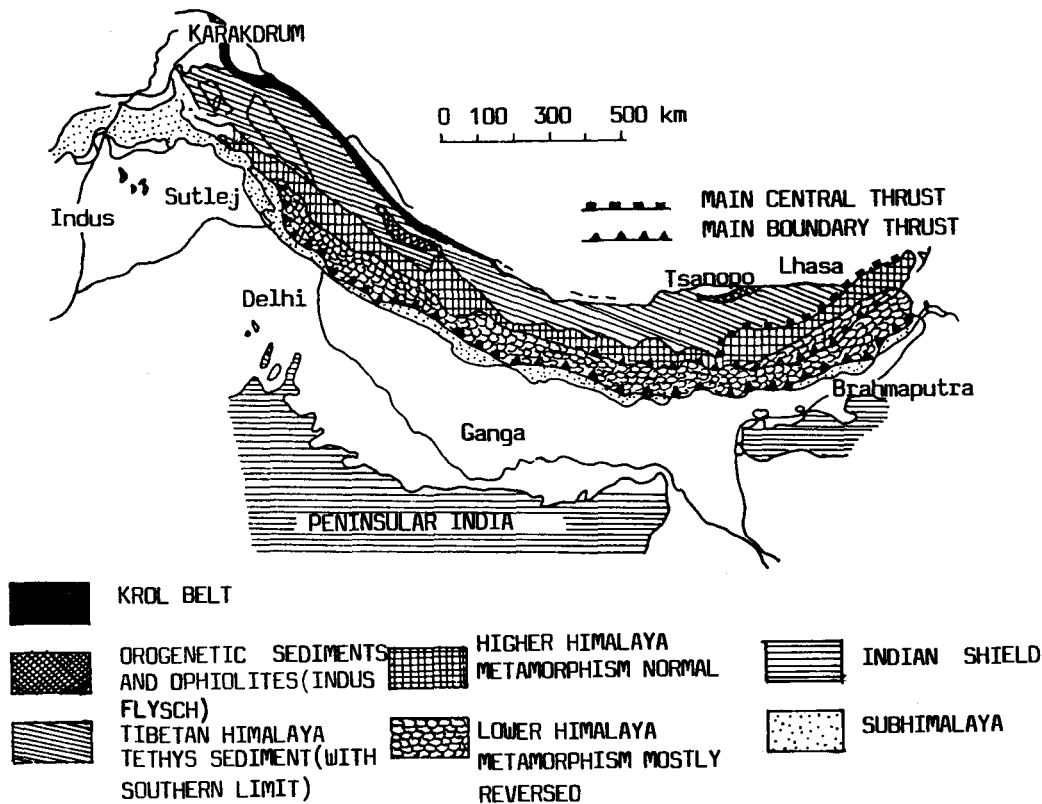 KARAKDRUM
0 100 300 500 km
Sutlej
Indus
MAIN CENTRAL THRUST
MAIN BOUNDARY THRUST
Tsanopo
Lhasa
Delhi
Brahmaputra
Ganga
PENINSULAR INDIA
KROL BELT
OROGENETIC SEDIMENTS
AND OPHIOLITES(INDUS
FLYSCH)
TIBETAN HIMALAYA
TETHYS SEDIMENT(WITH
SOUTHERN LIMIT)
HIGHER HIMALAYA
METAMORPHISM NORMAL
LOWER HIMALAYA
METAMORPHISM MOSTLY
REVERSED
INDIAN SHIELD
SUBHIMALAYA